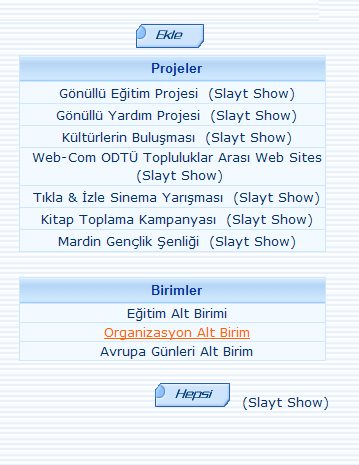 Ekle
Projeler
Gönüllü Eğitim Projesi (Slayt Show)
Gönüllü Yardım Projesi (Slayt Show)
Kültürlerin Buluşması (Slayt Show)
Web-Com ODTÜ Topluluklar Arası Web Sites
(Slayt Show)
Tıkla & İzle Sinema Yarışması (Slayt Show)
Kitap Toplama Kampanyası (Slayt Show)
Mardin Gençlik Şenliği (Slayt Show)
Birimler
Eğitim Alt Birimi
Organizasyon Alt Birim
Avrupa Günleri Alt Birim
Hepsi (Slayt Show)